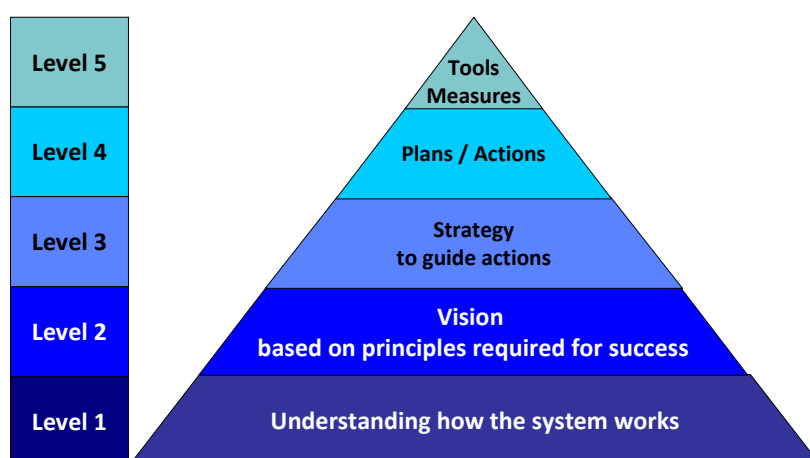 Level 5
Tools
Measures
Level 4
Plans / Actions
Level 3
Strategy
to guide actions
Level 2
Vision
based on principles required for success
Level 1
Understanding how the system works